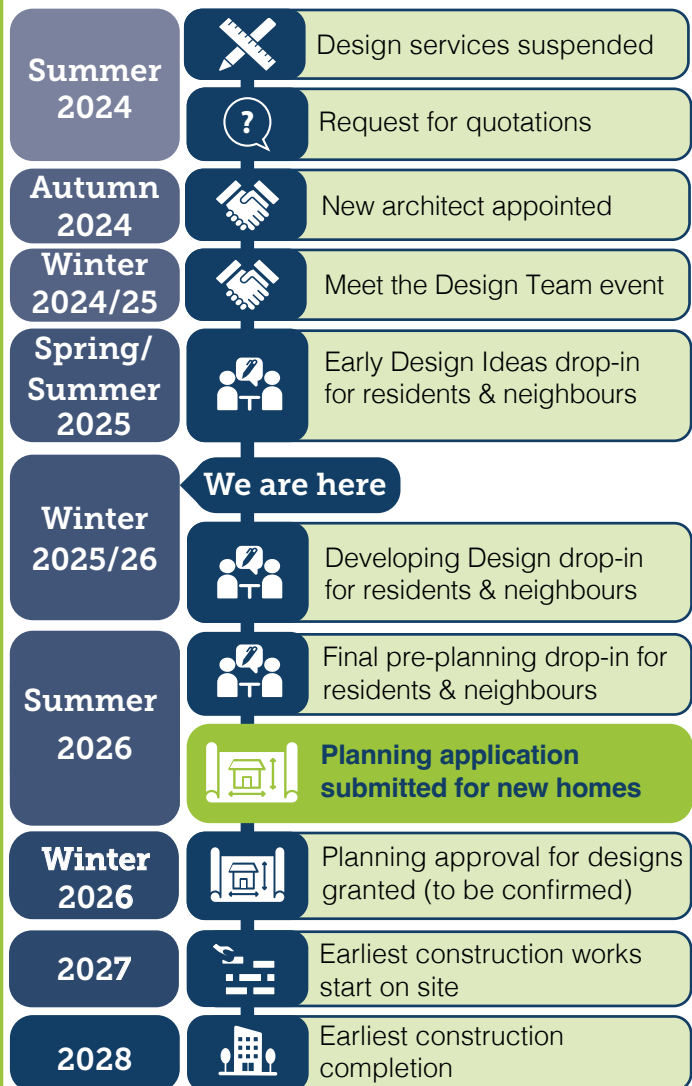 Summer
2024
Design services suspended
?
Request for quotations
Autumn
2024
New architect appointed
Winter
2024/25
Meet the Design Team event
Spring/
Summer
2025
Early Design Ideas drop-in
for residents & neighbours
We are here
Winter
2025/26
Developing Design drop-in
for residents & neighbours
Summer
2026
Final pre-planning drop-in for
residents & neighbours
Planning application
submitted for new homes
Winter
2026
Planning approval for designs
granted (to be confirmed)
2027
Earliest construction works
start on site
2028
Earliest construction
completion